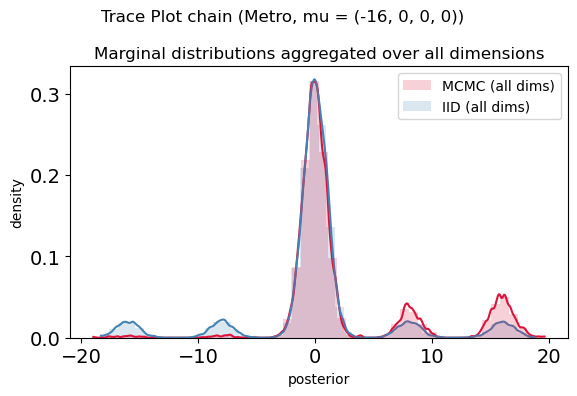 Trace Plot chain (Metro, mu = (-16, 0, 0, 0))
Marginal distributions aggregated over all dimensions
MCMC (all dims)
IID (all dims)
density
0.3
0.2
0.1
0.0
−20
−10
0
10
20
posterior